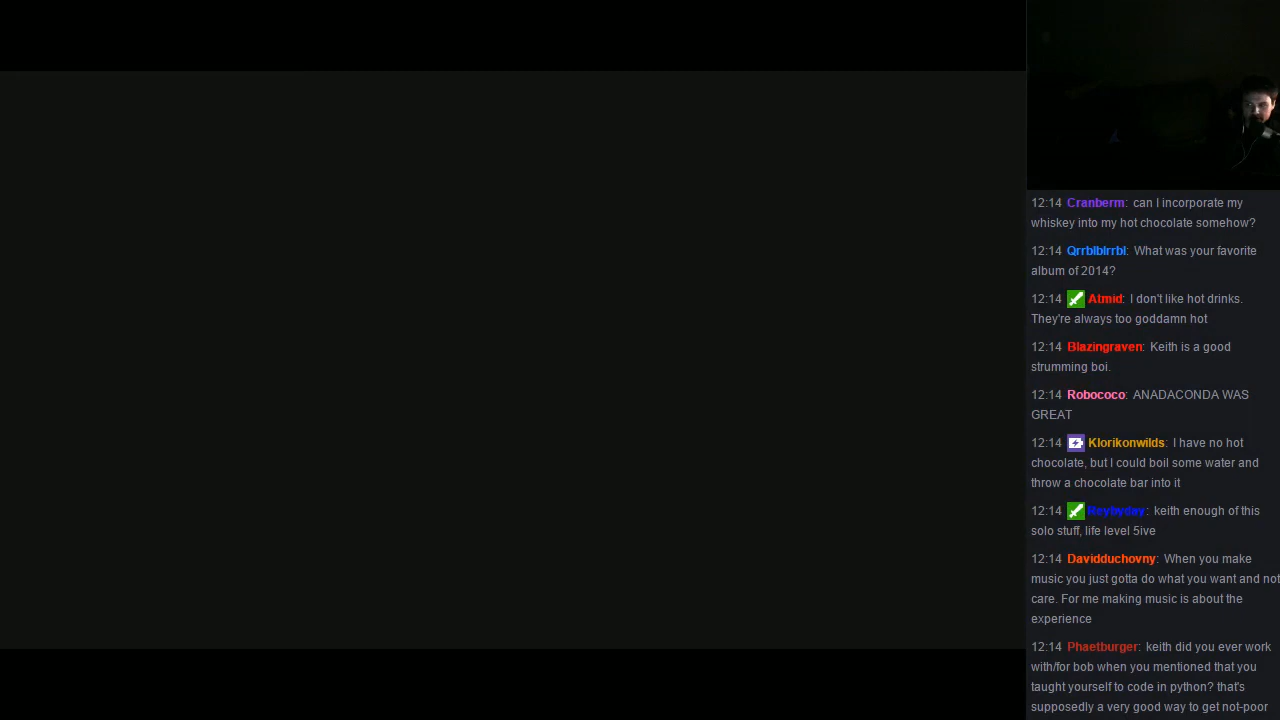 12:14 Cranberm: can I incorporate my
whiskey into my hot chocolate somehow?
12:14 Qrrblblrrbl: What was your favorite
album of 2014?
12:14 Atmid: I don't like hot drinks.
They're always too goddamn hot
12:14 Blazingraven: Keith is a good
strumming boi.
12:14 Robococo: ANADACONDA WAS
GREAT
12:14 Klorikonwilds: I have no hot
chocolate, but I could boil some water and
throw a chocolate bar into it
12:14 : keith enough of this
solo stuff, life level 5ive
12:14 Davidduchovny: When you make
music you just gotta do what you want and not
care. For me making music is about the
experience
12:14 Phaetburger: keith did you ever work
with/for bob when you mentioned that you
taught yourself to code in python? that's
supposedly a very good way to get not-poor